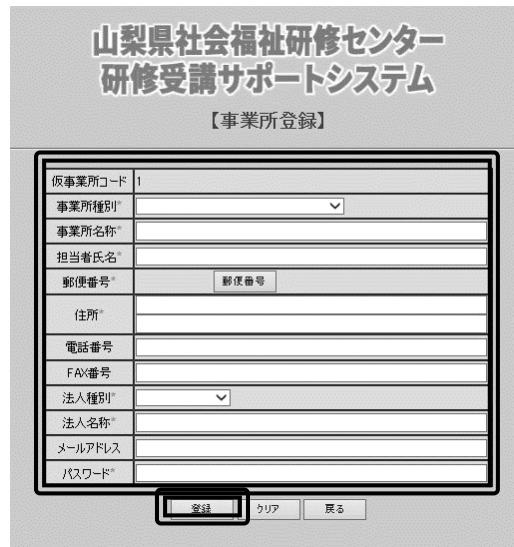 山梨県社会福祉研修センター
研修受講サポートシステム
【事業所登録】
仮事業所コード 1
事業所種別*
事業所名称*
担当者氏名*
郵便番号* 郵便番号
住所*
電話番号
FAX番号
法人種別*
法人名称*
メールアドレス
パスワード*
登録 クリア 戻る